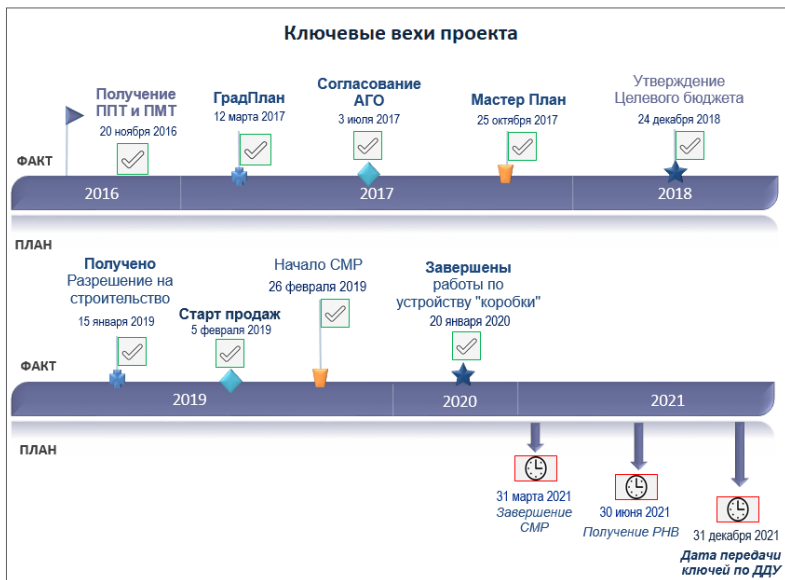 Ключевые вехи проекта
Получение
ППТ и ПМТ
20 ноября 2016
ГрадПлан
12 марта 2017
Согласование
АГО
3 июля 2017
Мастер План
25 октября 2017
Утверждение
Целевого бюджета
24 декабря 2018
ФАКТ
2016
2017
2018
ПЛАН
Получено
Разрешение на
строительство
15 января 2019
Старт продаж
5 февраля 2019
Начало СМР
26 февраля 2019
Завершены
работы по
устройству "коробки"
20 января 2020
ФАКТ
2019
2020
2021
ПЛАН
31 марта 2021
Завершение
СМР
30 июня 2021
Получение РНВ
31 декабря 2021
Дата передачи
ключей по ДДУ